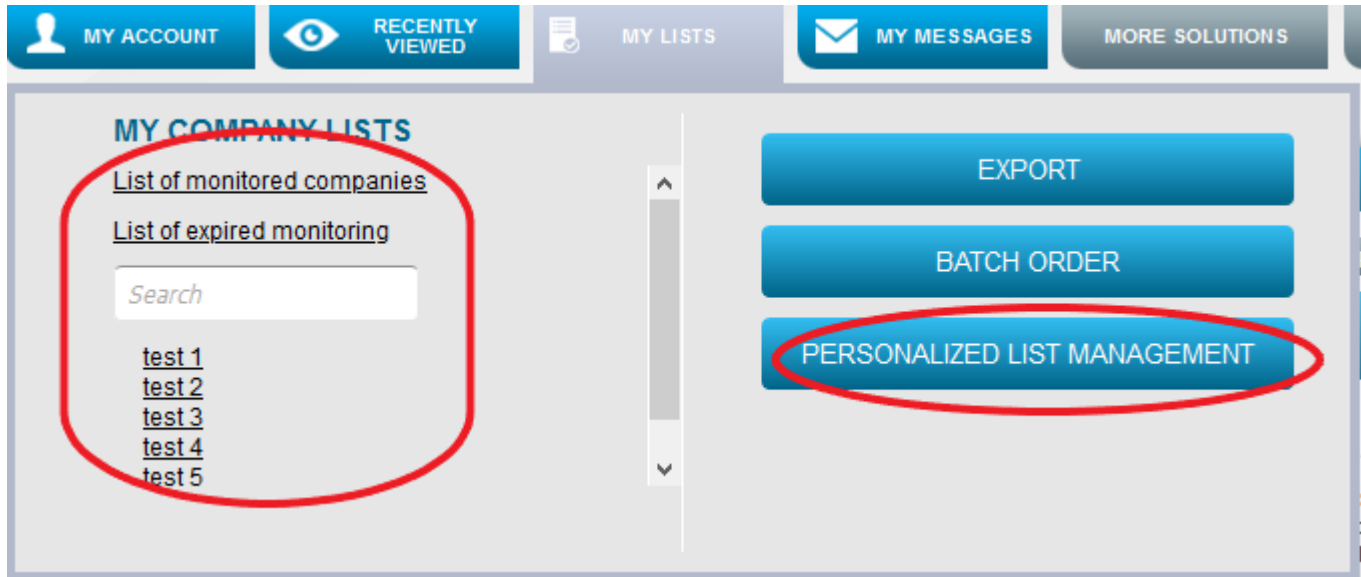 MY ACCOUNT
RECENTLY
VIEWED
MY LISTS
MY MESSAGES
MORE SOLUTIONS
MY COMPANY LISTS
List of monitored companies
List of expired monitoring
Search
test 1
test 2
test 3
test 4
test 5
EXPORT
BATCH ORDER
PERSONALIZED LIST MANAGEMENT